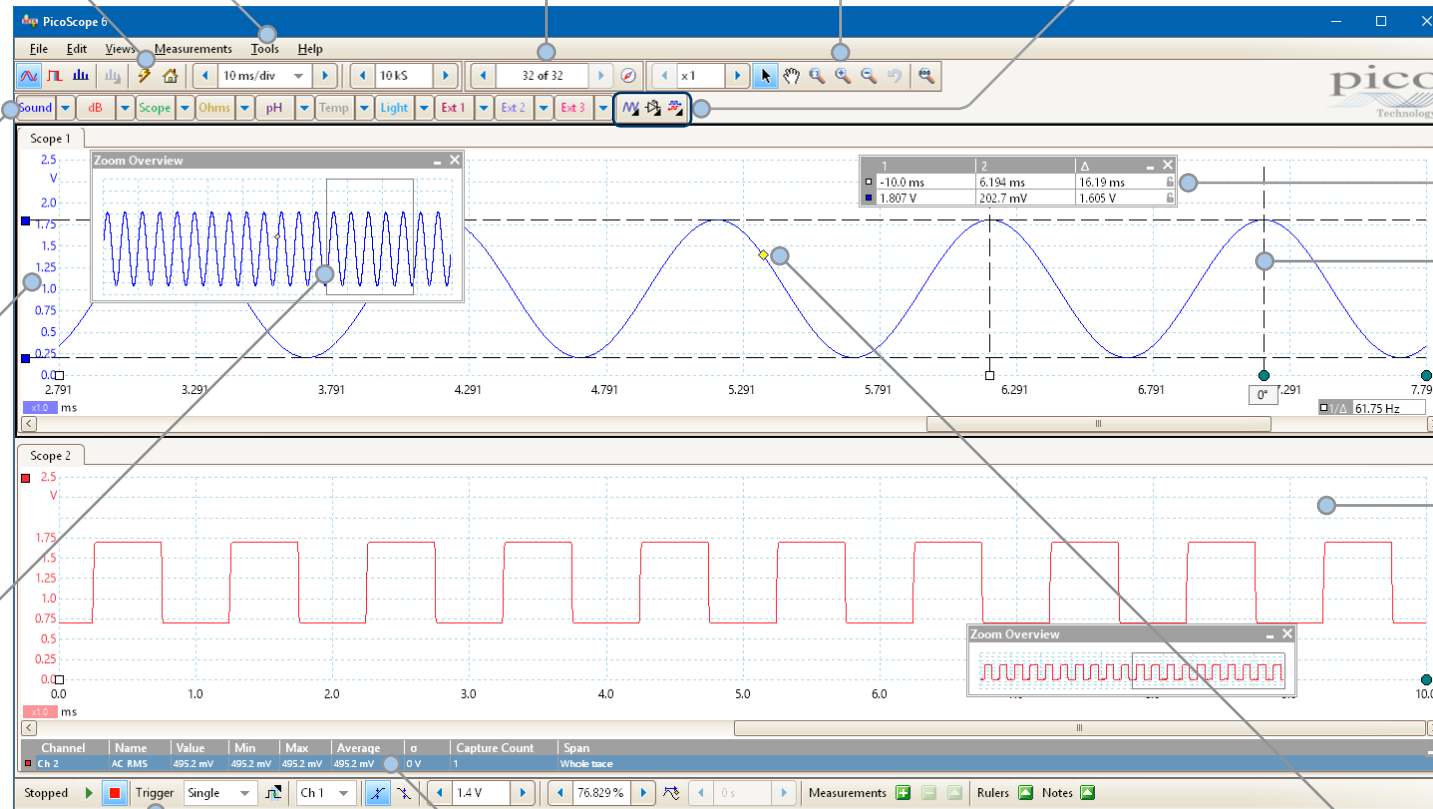 PicoScope 6
File Edit Views Measurements Tools Help
10 ms/div 10 kS 32 of 32 x1
pico
Technology
Sound dB Scope Ohms pH Temp Light Ext 1 Ext 2 Ext 3
Scope 1
Zoom Overview
1 2 Δ
-10.0 ms 6.194 ms 16.19 ms
1.807 V 202.7 mV 1.605 V
2.5
V
2.0
1.75
1.5
1.25
1.0
0.75
0.5
0.25
0.0
2.791 3.291 3.791 4.291 4.791 5.291 5.791 6.291 6.791 7.291 7.79
0°
x1.0 ms
1/Δ 61.75 Hz
Scope 2
2.5
V
1.75
1.5
1.25
1.0
0.75
0.5
0.25
0.0
Zoom Overview
0.0 1.0 2.0 3.0 4.0 5.0 6.0 10.0
x1.0 ms
Channel Name Value Min Max Average σ Capture Count Span
Ch 2 AC RMS 495.2 mV 495.2 mV 495.2 mV 495.2 mV 0 V 1 Whole trace
Stopped Trigger Single Ch 1 1.4 V 76.829 % 0 s Measurements Rulers Notes